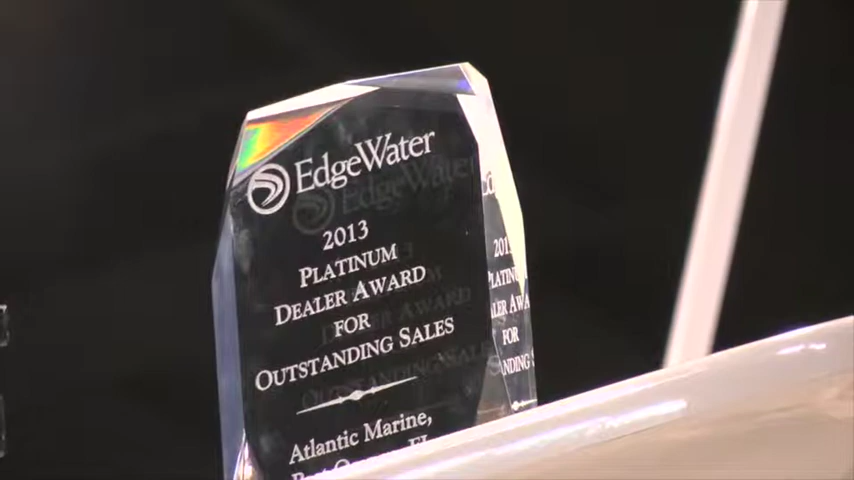 EdgeWater
2013
PLATINUM
DEALER AWARD
FOR
OUTSTANDING SALES
Atlantic Marine,